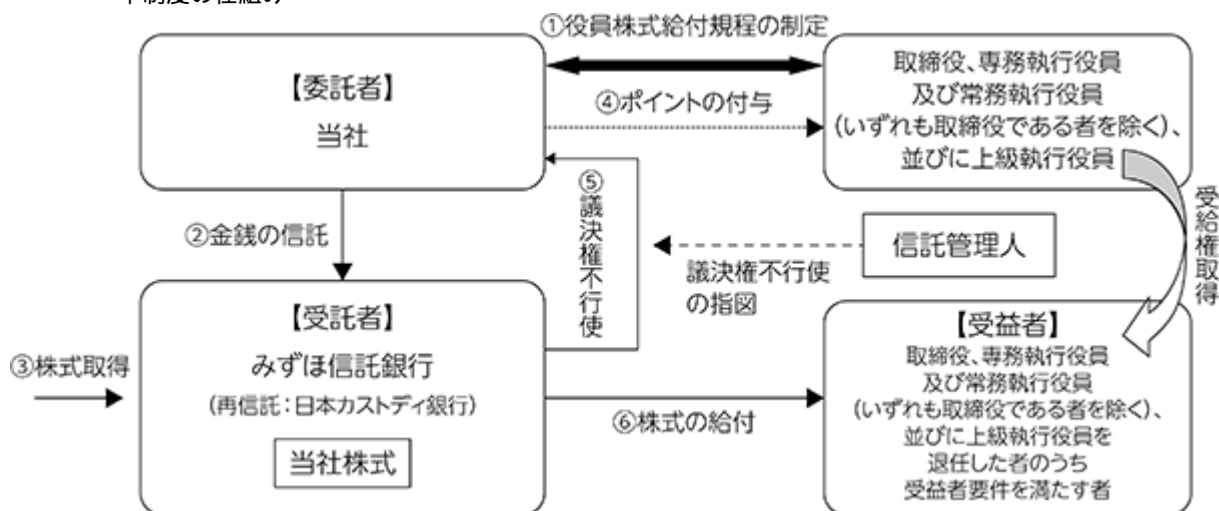 本制度の仕組み
①役員株式給付規程の制定
【委託者】
当社
④ポイントの付与
取締役、専務執行役員
及び常務執行役員
(いずれも取締役である者を除く)、
並びに上級執行役員
②金銭の信託
⑤議決権不行使
議決権不行使
の指図
信託管理人
受給権取得
③株式取得
【受託者】
みずほ信託銀行
(再信託:日本カストディ銀行)
当社株式
⑥株式の給付
【受益者】
取締役、専務執行役員
及び常務執行役員
(いずれも取締役である者を除く)、
並びに上級執行役員を
退任した者のうち
受益者要件を満たす者